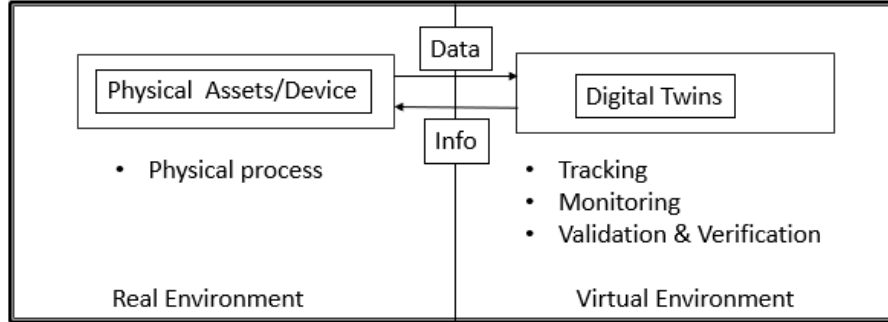 Data
Physical Assets/Device
Digital Twins
Info
• Physical process
• Tracking
• Monitoring
• Validation & Verification
Real Environment
Virtual Environment